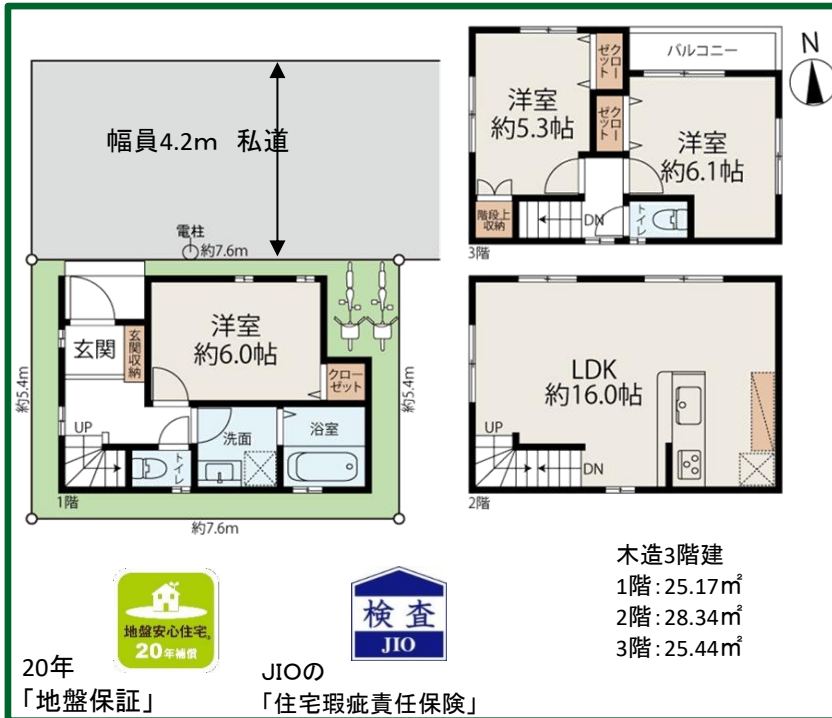 幅員4.2m 私道
電柱
約7.6m
玄関
玄関収納
洋室
約6.0帖
クローゼット
約5.4m
約5.4m
UP
トイレ
洗面
浴室
1階
約7.6m
洋室
約5.3帖
クローゼット
クローゼット
バルコニー
N
洋室
約6.1帖
階段上
収納
DN
トイレ
3階
LDK
約16.0帖
UP
DN
2階
地盤安心住宅
20年補償
20年
「地盤保証」
検査
JIO
JIOの
「住宅瑕疵責任保険」
木造3階建
1階:25.17㎡
2階:28.34㎡
3階:25.44㎡